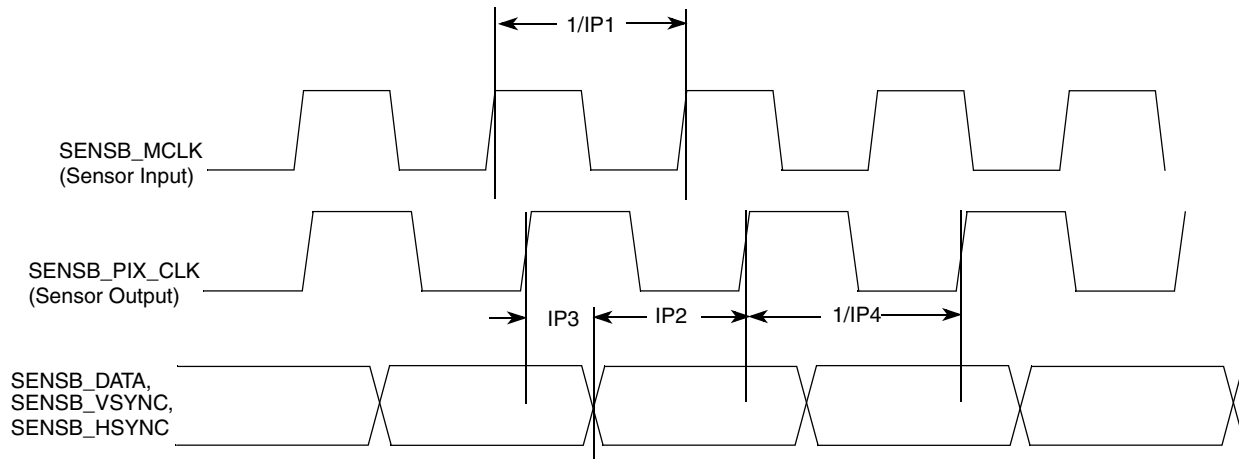 1/IP1
SENSB_MCLK
(Sensor Input)
SENSB_PIX_CLK
(Sensor Output)
IP3
IP2
1/IP4
SENSB_DATA,
SENSB_VSYNC,
SENSB_HSYNC